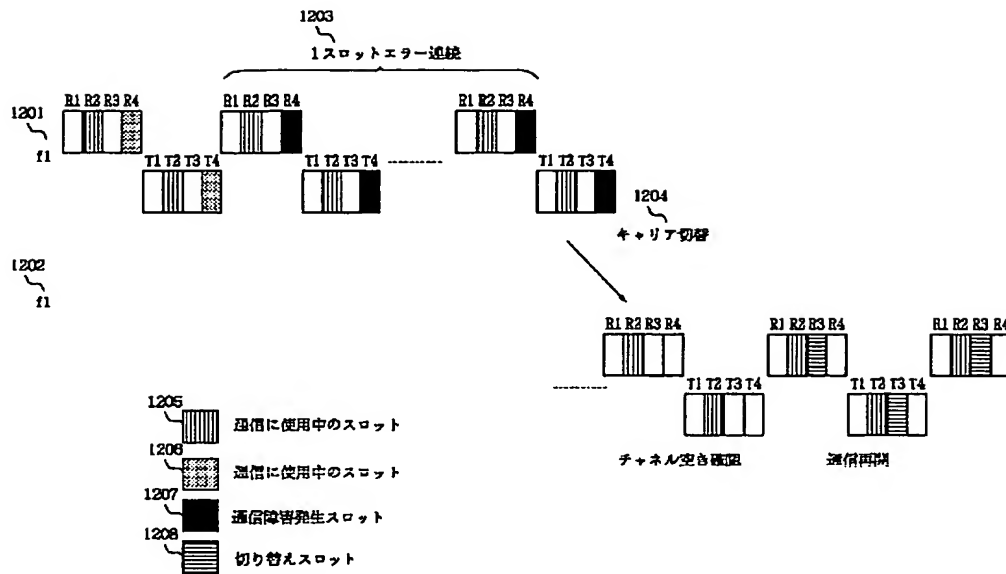 1203
1スロットエラー連続
R1 R2 R3 R4
R1 R2 R3 R4
R1 R2 R3 R4
1201
f1
T1 T2 T3 T4
T1 T2 T3 T4
T1 T2 T3 T4
1204
キャリア切替
1202
f1
R1 R2 R3 R4
R1 R2 R3 R4
R1 R2 R3 R4
T1 T2 T3 T4
T1 T2 T3 T4
チャネル空き確認
通信再開
1205
通信に使用中のスロット
1206
通信に使用中のスロット
1207
通信障害発生スロット
1208
切り替えスロット